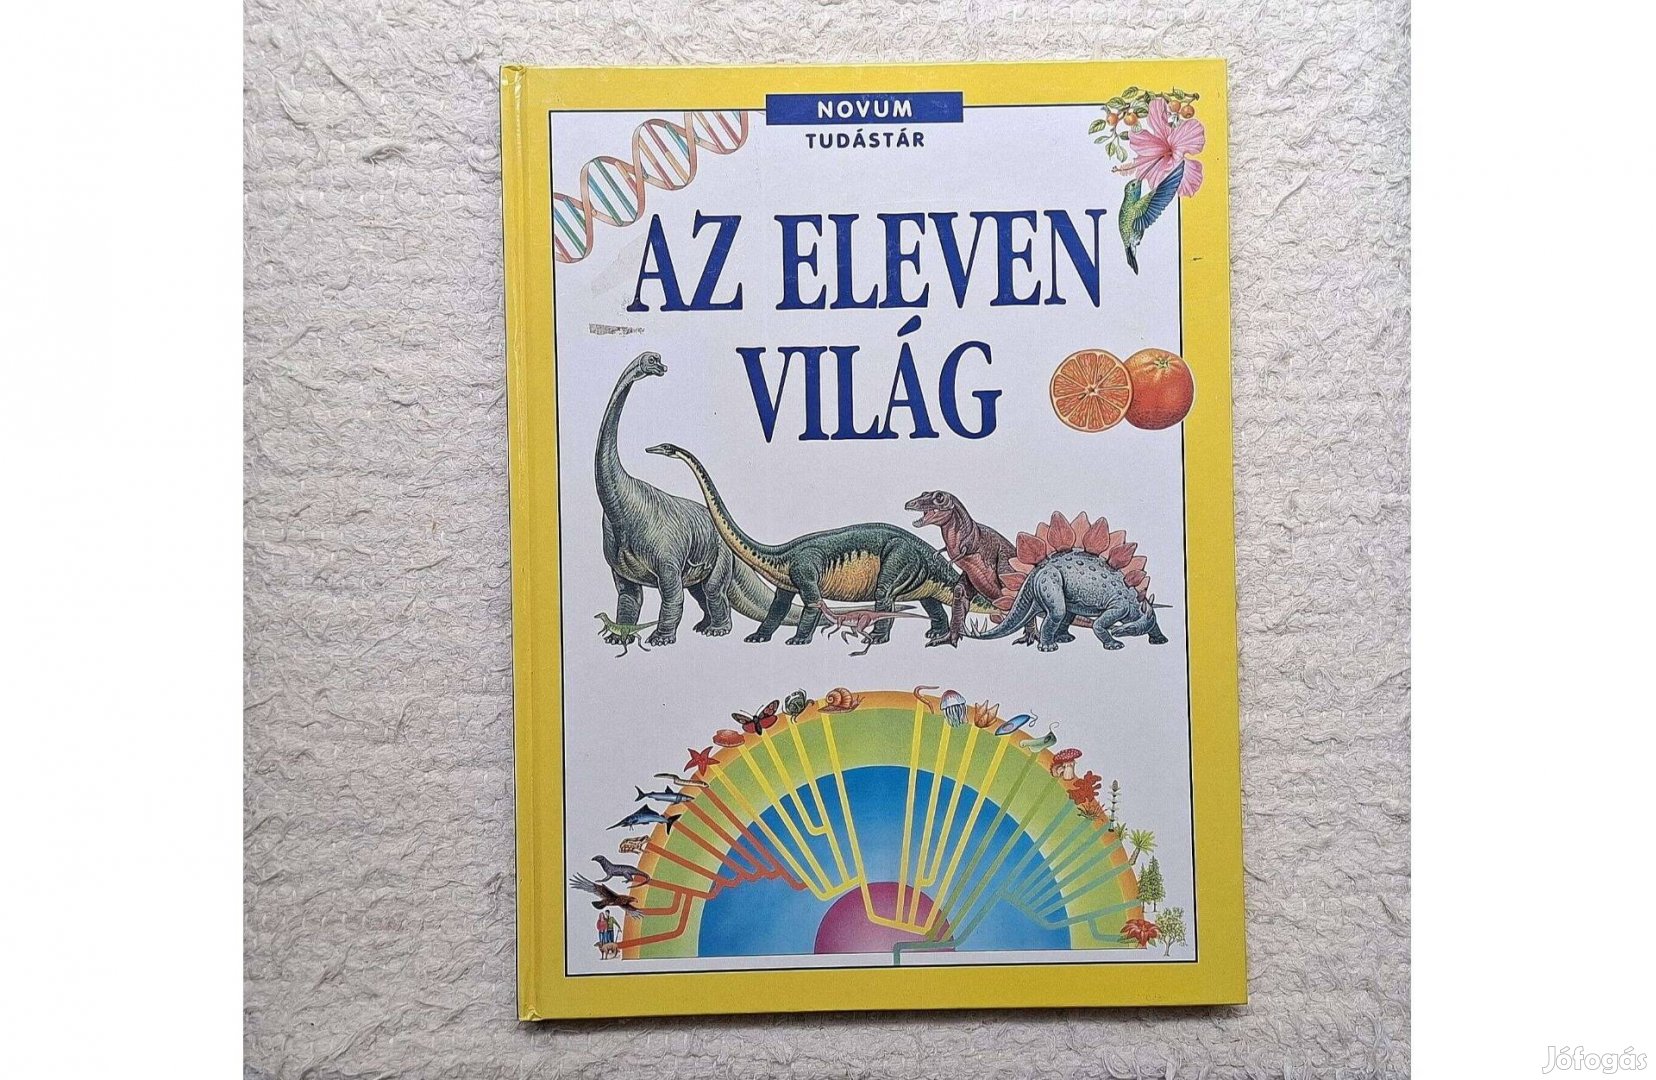 NOVUM
TUDÁSTÁR
AZ ELEVEN
VILÁG
Jófogás